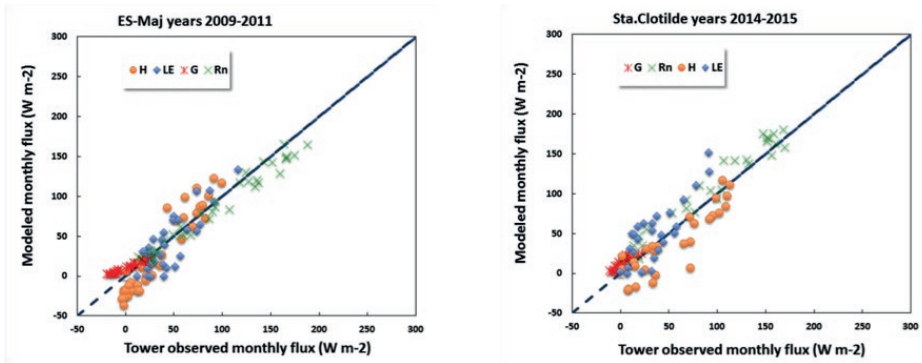 ES-Maj years 2009-2011
300
250
200
150
100
50
0
-50
H LE G Rn
Modeled monthly flux (W m-2)
-50 0 50 100 150 200 250 300
Tower observed monthly flux (W m-2)
Sta.Clotilde years 2014-2015
300
250
200
150
100
50
0
-50
G Rn H LE
Modeled monthly flux (W m-2)
-50 0 50 100 150 200 250 300
Tower observed monthly flux (W m-2)